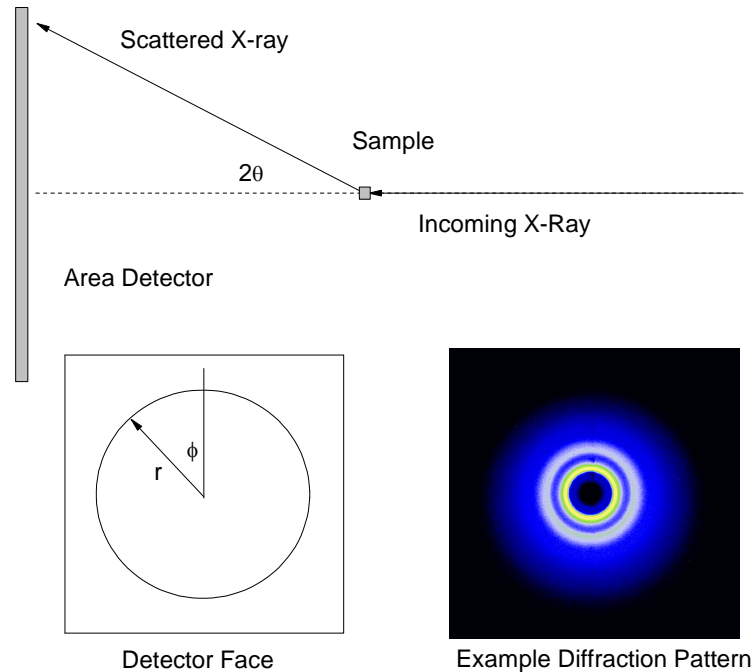 Scattered X-ray
Sample
2θ
Incoming X-Ray
Area Detector
ϕ
r
Detector Face
Example Diffraction Pattern